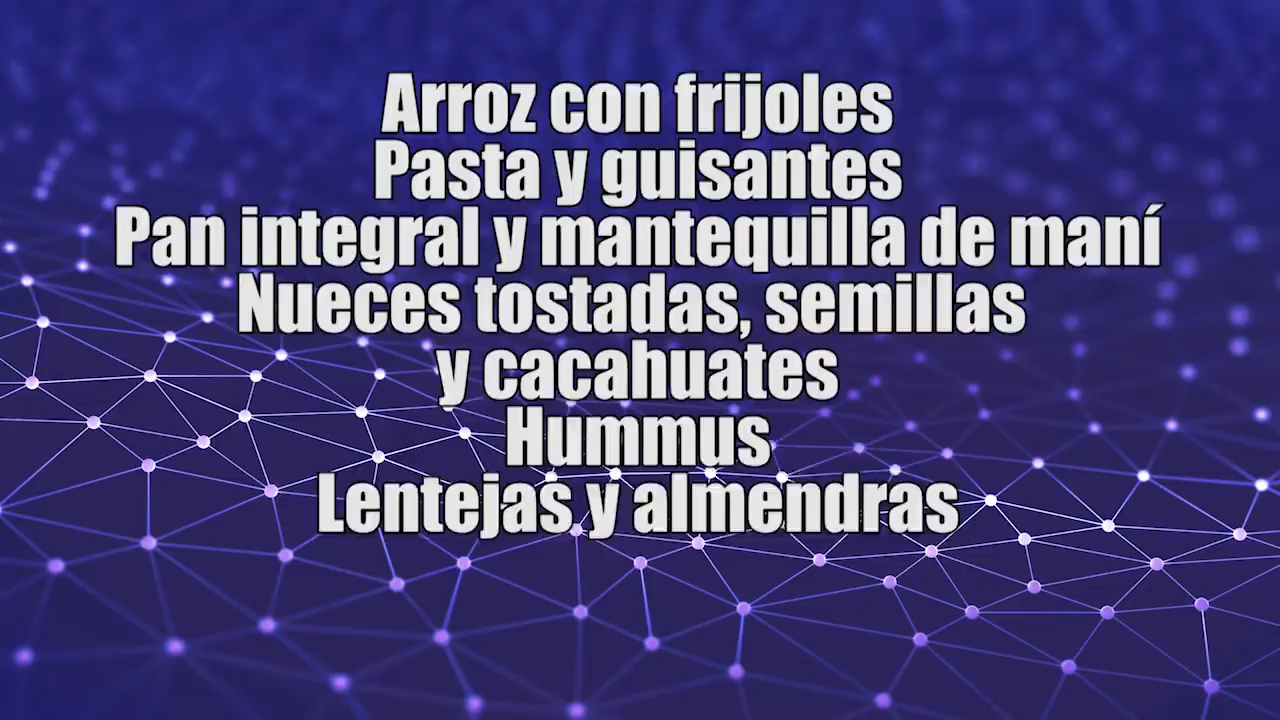 Arroz con frijoles
Pasta y guisantes
Pan integral y mantequilla de maní
Nueces tostadas, semillas
y cacahuates
Hummus
Lentejas y almendras